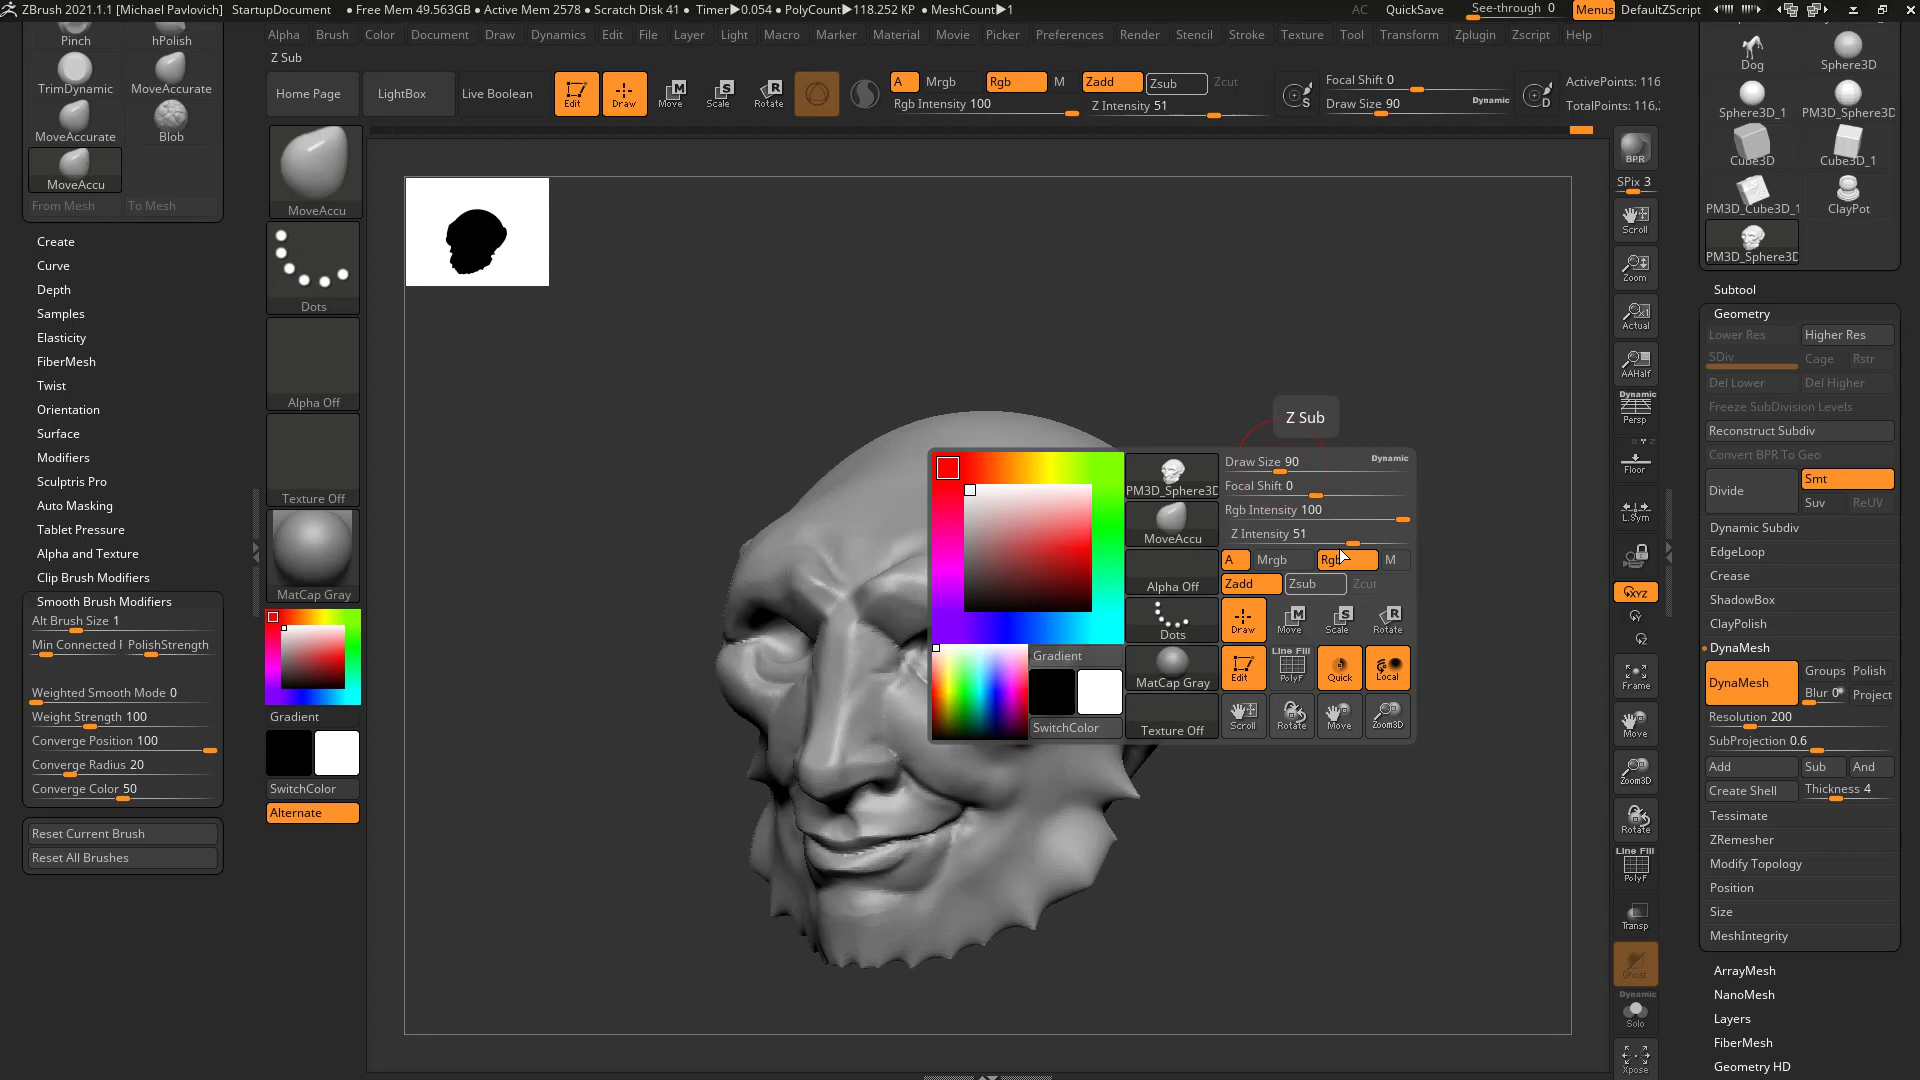 ZBrush 2021.1.1 [Michael Pavlovich] StartupDocument • Free Mem 49.563GB • Active Mem 2578 • Scratch Disk 41 • Timer▶0.054 • PolyCount▶118.252 KP • MeshCount▶1 AC QuickSave See-through 0 Menus DefaultZScript
Alpha Brush Color Document Draw Dynamics Edit File Layer Light Macro Marker Material Movie Picker Preferences Render Stencil Stroke Texture Tool Transform Zplugin Zscript Help
Z Sub
Home Page LightBox Live Boolean Edit Draw Move Scale Rotate
A Mrgb Rgb M Zadd Zsub Zcut
Rgb Intensity 100 Z Intensity 51
S
Focal Shift 0
Draw Size 90 Dynamic
D
ActivePoints: 116
TotalPoints: 116,
Pinch hPolish
TrimDynamic MoveAccurate
MoveAccurate Blob
MoveAccu
From Mesh To Mesh
Create
Curve
Depth
Samples
Elasticity
FiberMesh
Twist
Orientation
Surface
Modifiers
Sculptris Pro
Auto Masking
Tablet Pressure
Alpha and Texture
Clip Brush Modifiers
Smooth Brush Modifiers
Alt Brush Size 1
Min Connected PolishStrength
Weighted Smooth Mode 0
Weight Strength 100
Converge Position 100
Converge Radius 20
Converge Color 50
Reset Current Brush
Reset All Brushes
MoveAccu
Dots
Alpha Off
Texture Off
MatCap Gray
Gradient
SwitchColor
Alternate
Z Sub
PM3D_Sphere3D
MoveAccu
Alpha Off
Dots
MatCap Gray
Texture Off
Gradient
SwitchColor
Draw Size 90 Dynamic
Focal Shift 0
Rgb Intensity 100
Z Intensity 51
A Mrgb Rgb M
Zadd Zsub Zcut
Draw Move Scale Rotate
Line Fill
Edit PolyF Quick Local
Scroll Rotate Move Zoom3D
BPR
SPix 3
Scroll
Zoom
Actual
AAHalf
Dynamic
Persp
Floor
L.Sym
XYZ
Frame
Move
Zoom3D
Rotate
Line Fill
PolyF
Transp
Ghost
Dynamic
Solo
Xpose
Dog Sphere3D
Sphere3D_1 PM3D_Sphere3D
Cube3D Cube3D_1
PM3D_Cube3D_1 ClayPot
PM3D_Sphere3D
Subtool
Geometry
Lower Res Higher Res
SDiv Cage Rstr
Del Lower Del Higher
Freeze SubDivision Levels
Reconstruct Subdiv
Convert BPR To Geo
Divide Smt
Suv ReUV
Dynamic Subdiv
EdgeLoop
Crease
ShadowBox
ClayPolish
DynaMesh
DynaMesh Groups Polish
Blur 0 Project
Resolution 200
SubProjection 0.6
Add Sub And
Create Shell Thickness 4
Tessimate
ZRemesher
Modify Topology
Position
Size
MeshIntegrity
ArrayMesh
NanoMesh
Layers
FiberMesh
Geometry HD